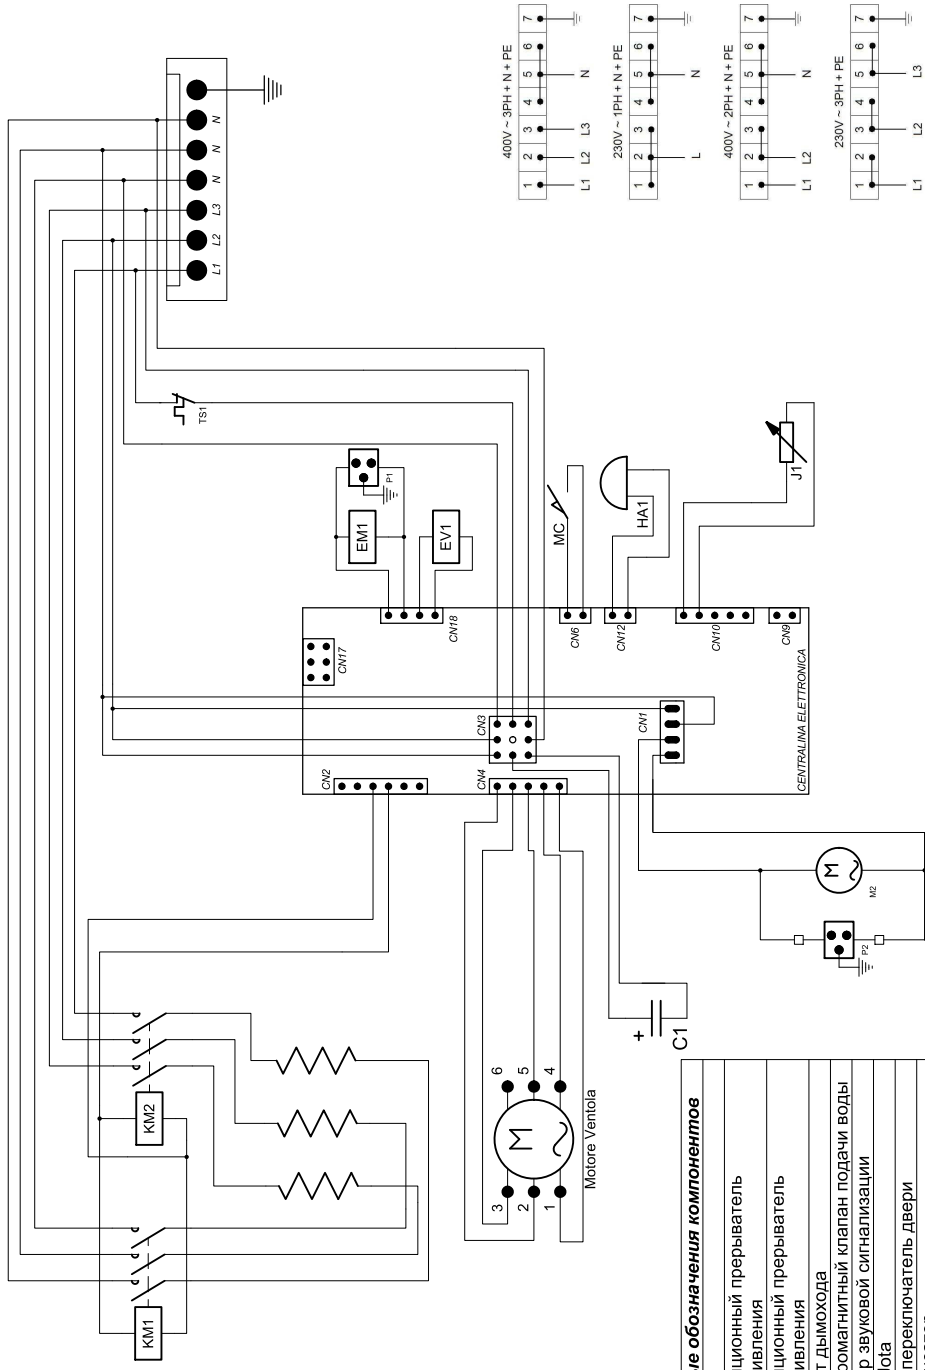 L1 L2 L3 N N N
400V ~ 3PH + N + PE
1 2 3 4 5 6 7
L1 L2 L3 N
230V ~ 1PH + N + PE
1 2 3 4 5 6 7
L N
400V ~ 2PH + N + PE
1 2 3 4 5 6 7
L1 L2 N
230V ~ 3PH + PE
1 2 3 4 5 6 7
L1 L2 L3
TS1
P1
EM1
EV1
MC
HA1
J1
CN18
CN6
CN12
CN10
CN9
CN17
CN3
CN1
CN2
CN4
CENTRALINA ELETTRONICA
M
M2
P2
+
C1
KM2
KM1
6
5
4
M
3
2
1
Motore Ventola
не обозначения компонентов
ционный прерыватель
ивления
ционный прерыватель
ивления
т дымохода
ромагнитный клапан подачи воды
р звуковой сигнализации
lota
переключатель двери